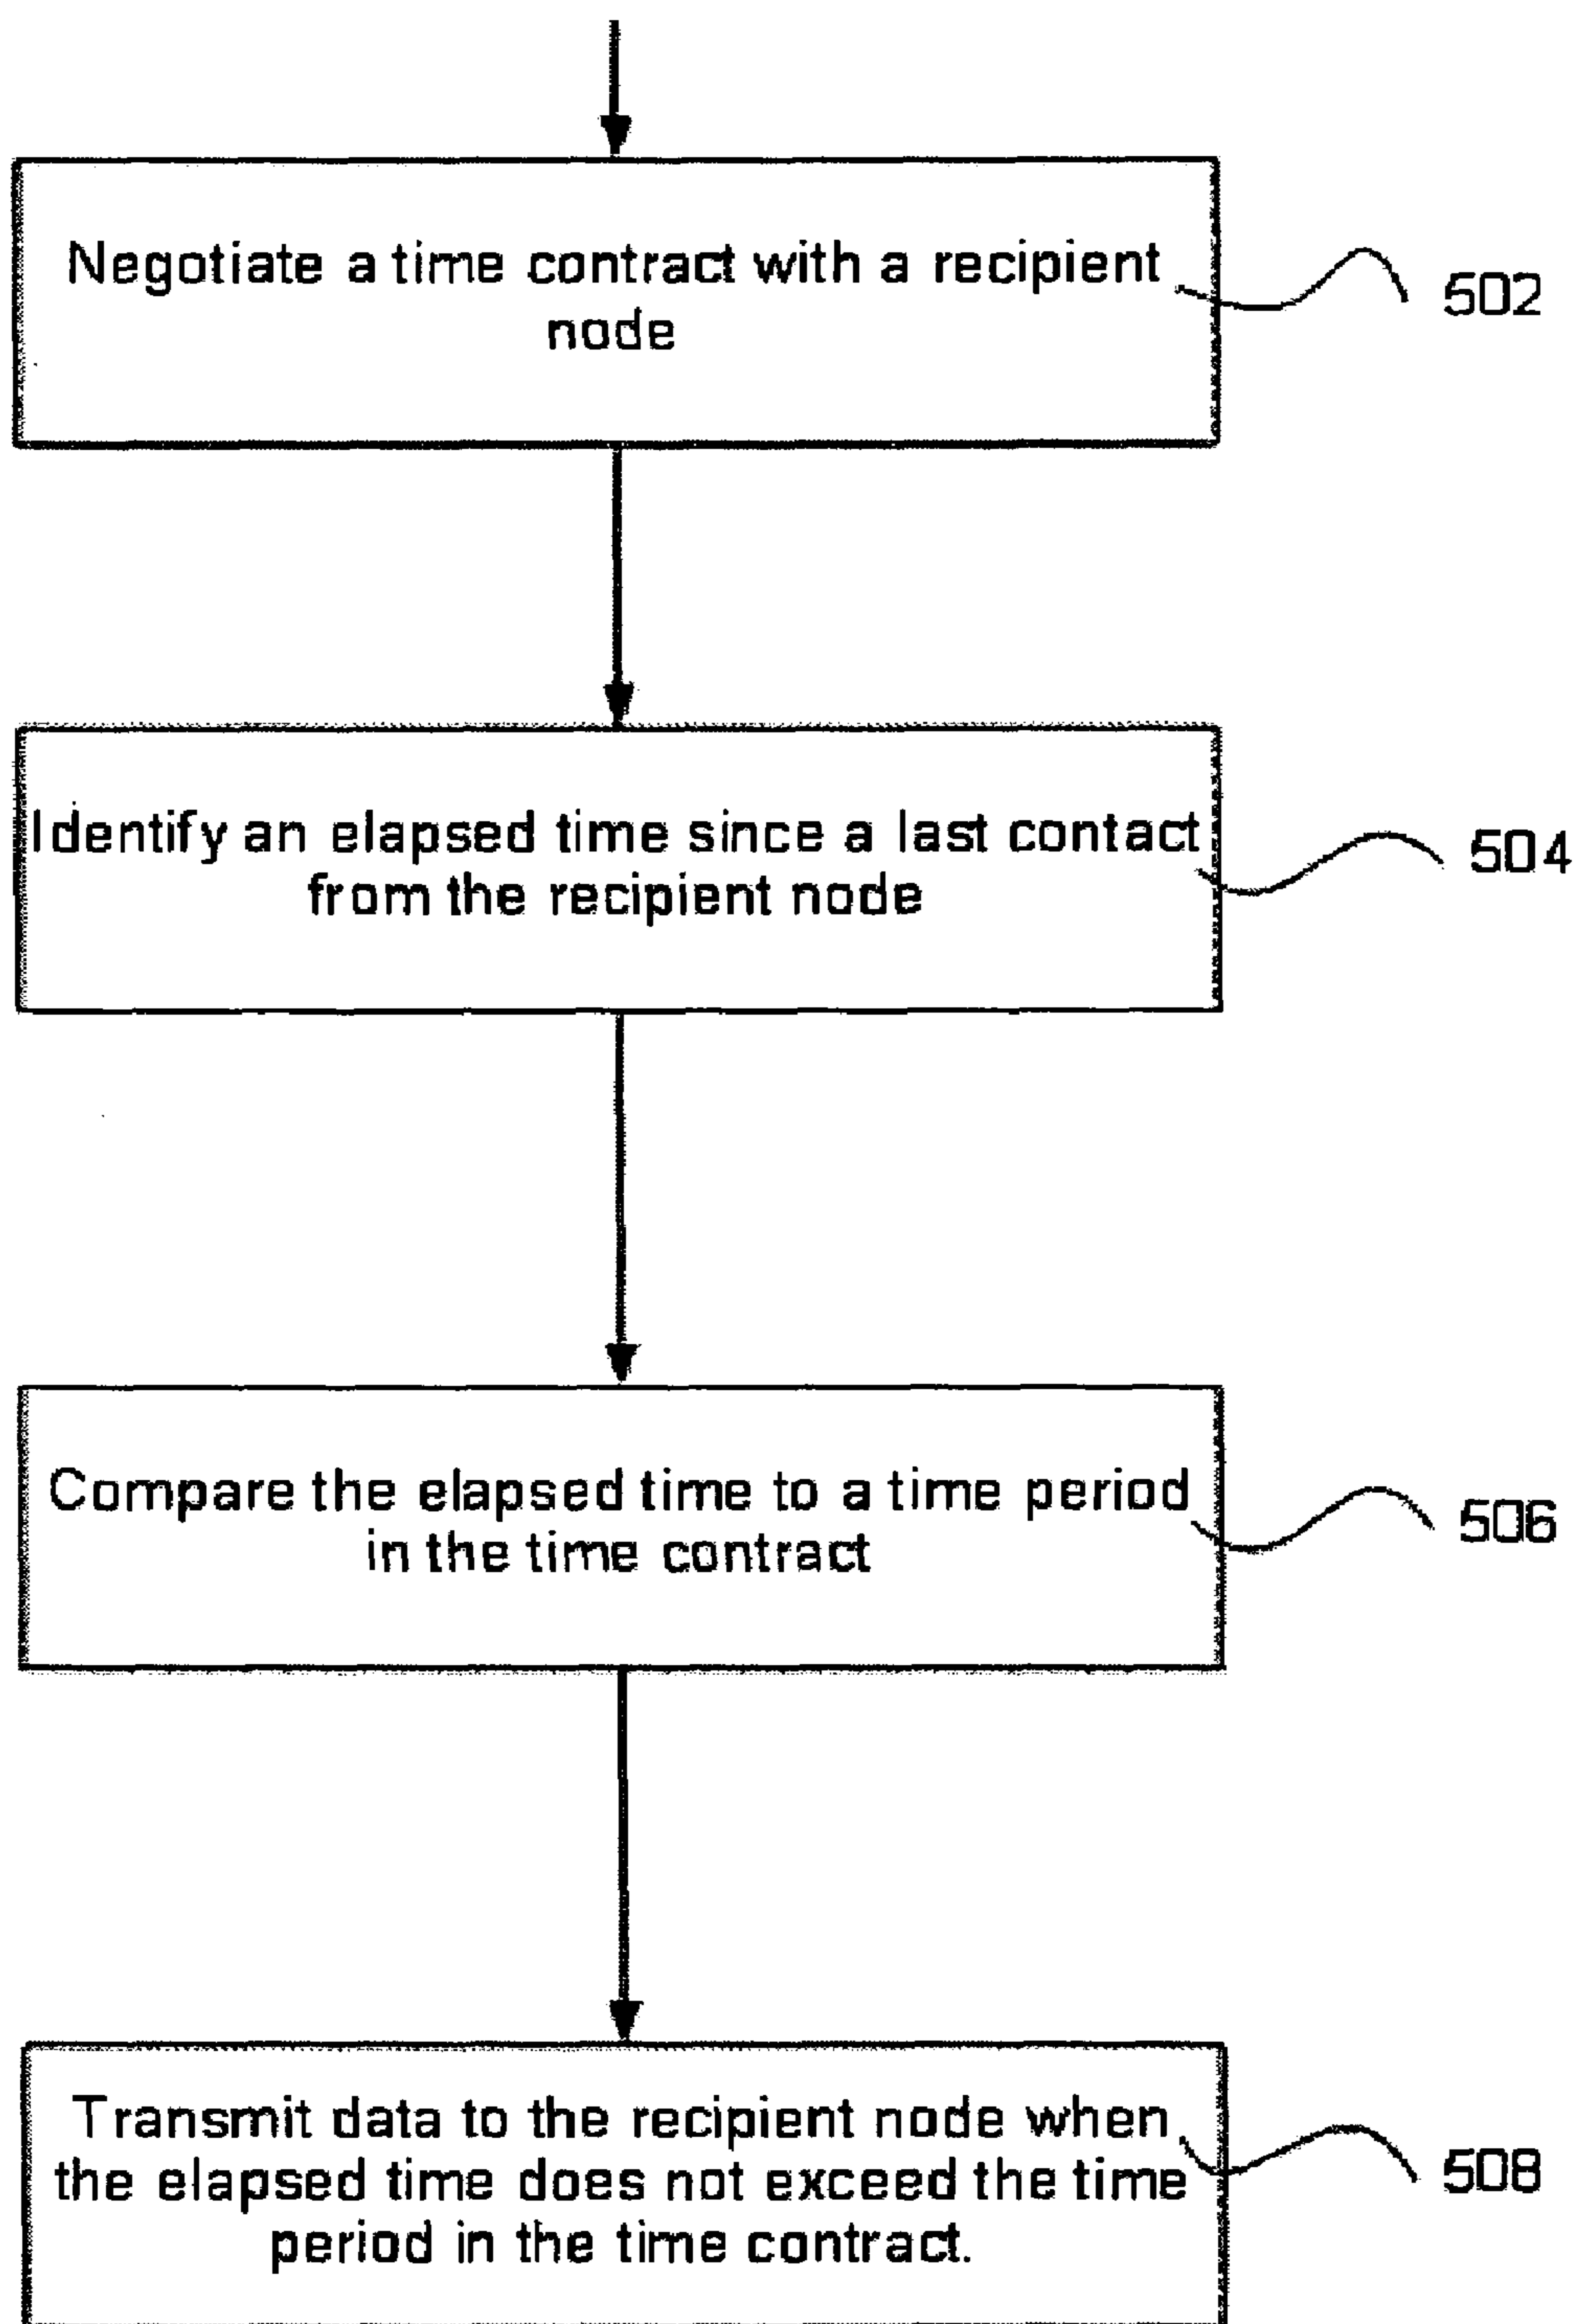 Negotiate a time contract with a recipient
node
502
Identify an elapsed time since a last contact
from the recipient node
504
Compare the elapsed time to a time period
in the time contract
506
Transmit data to the recipient node when
the elapsed time does not exceed the time
period in the time contract.
508